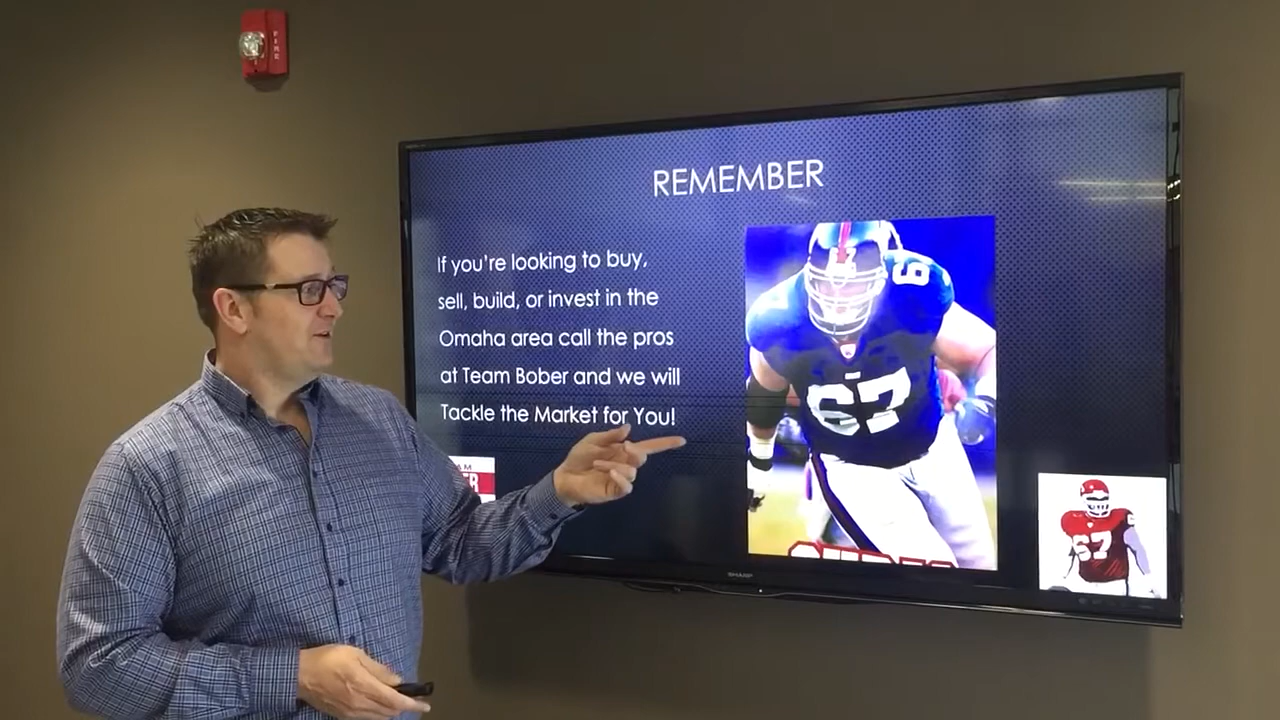 FIRE
REMEMBER
If you're looking to buy,
sell, build, or invest in the
Omaha area call the pros
at Team Bober and we will
Tackle the Market for You!
67
67
67
SHARP